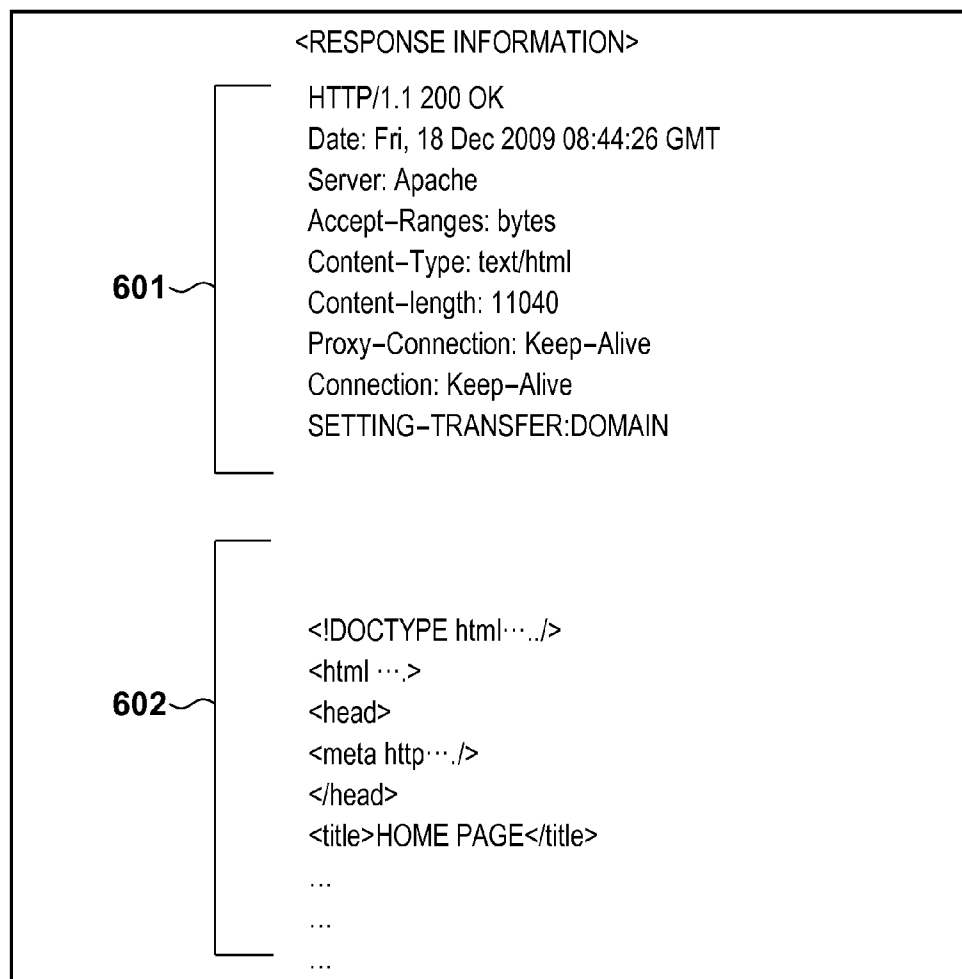 <RESPONSE INFORMATION>
HTTP/1.1 200 OK
Date: Fri, 18 Dec 2009 08:44:26 GMT
Server: Apache
Accept–Ranges: bytes
Content–Type: text/html
601
Content–length: 11040
Proxy–Connection: Keep–Alive
Connection: Keep–Alive
SETTING–TRANSFER:DOMAIN
<!DOCTYPE html⋯../>
<html ⋯.>
<head>
602
<meta http⋯./>
</head>
<title>HOME PAGE</title>
⋯
⋯
⋯